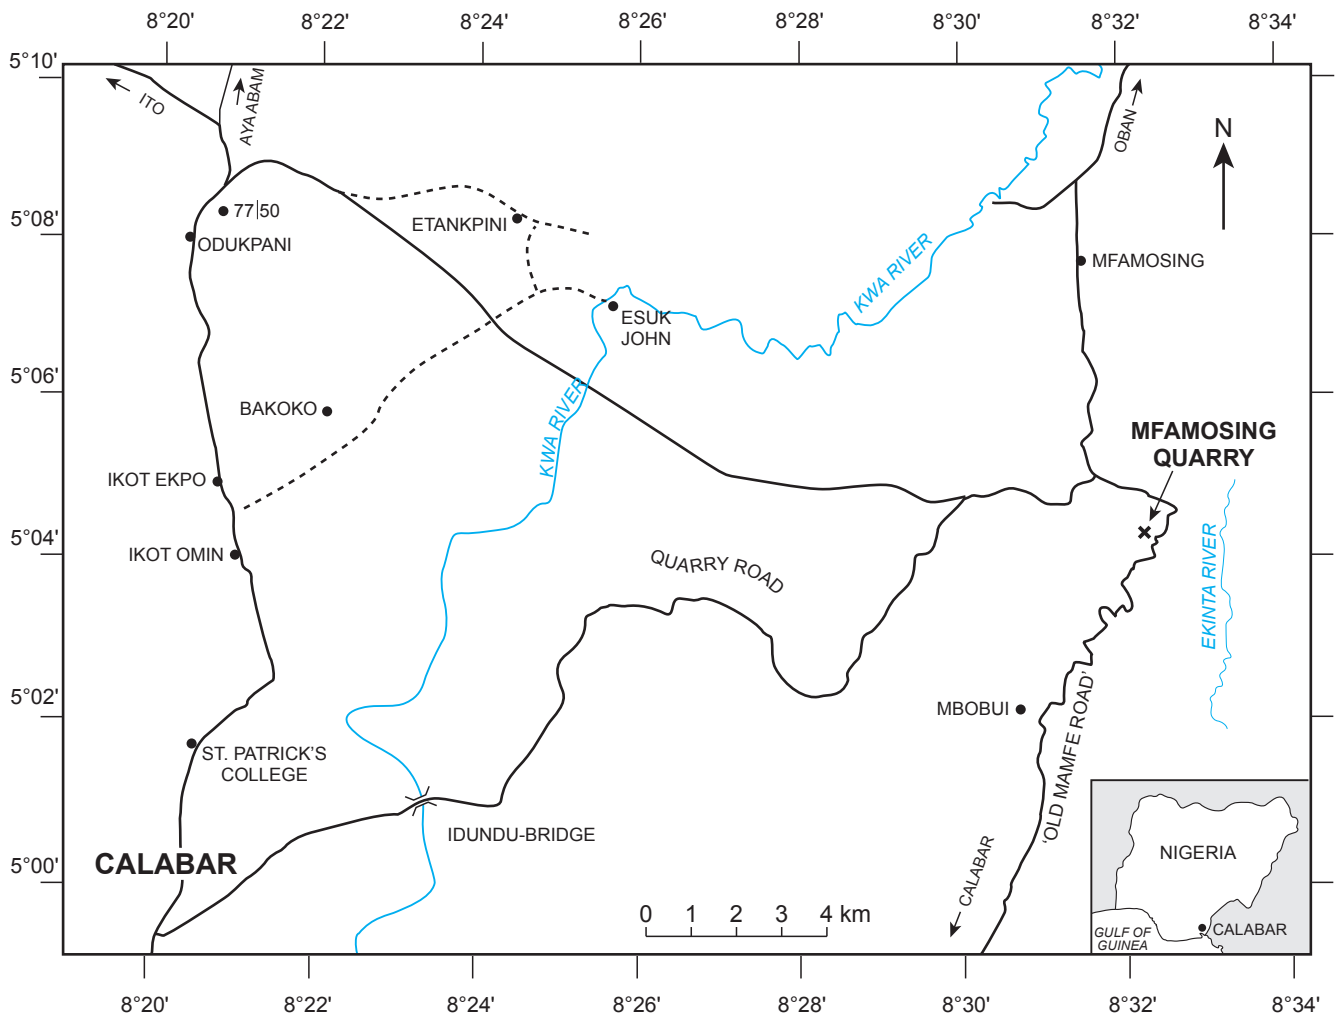 8°20' 8°22' 8°24' 8°26' 8°28' 8°30' 8°32' 8°34'
5°10'
ITO
AYA ABAM
OBAN
N
77|50
5°08'
ETANKPINI
ODUKPANI
KWA RIVER
MFAMOSING
ESUK
JOHN
5°06'
BAKOKO
KWA RIVER
MFAMOSING
QUARRY
IKOT EKPO
5°04'
IKOT OMIN
QUARRY ROAD
EKINTA RIVER
5°02'
MBOBUI
ST. PATRICK'S
COLLEGE
'OLD MAMFE ROAD'
IDUNDU-BRIDGE
5°00'
CALABAR
CALABAR
0 1 2 3 4 km
NIGERIA
CALABAR
GULF OF
GUINEA
8°20' 8°22' 8°24' 8°26' 8°28' 8°30' 8°32' 8°34'